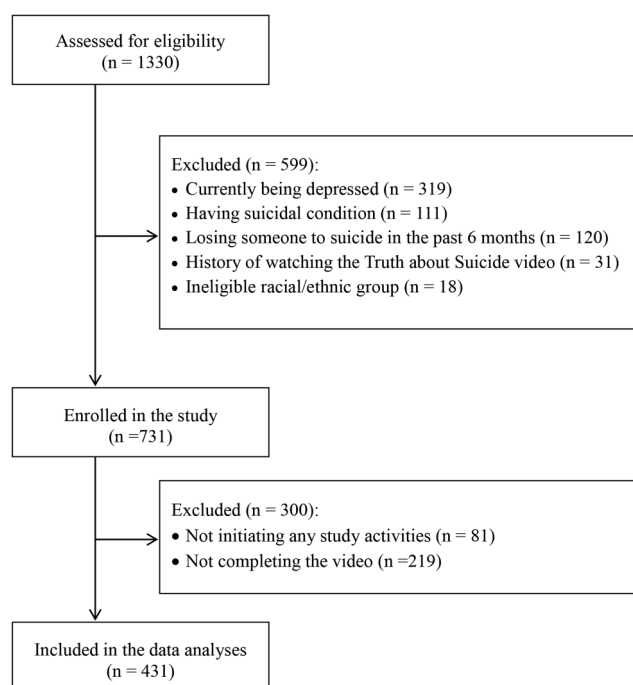 Assessed for eligibility
(n = 1330)
Excluded (n = 599):
• Currently being depressed (n = 319)
• Having suicidal condition (n = 111)
• Losing someone to suicide in the past 6 months (n = 120)
• History of watching the Truth about Suicide video (n = 31)
• Ineligible racial/ethnic group (n = 18)
Enrolled in the study
(n =731)
Excluded (n = 300):
• Not initiating any study activities (n = 81)
• Not completing the video (n =219)
Included in the data analyses
(n = 431)